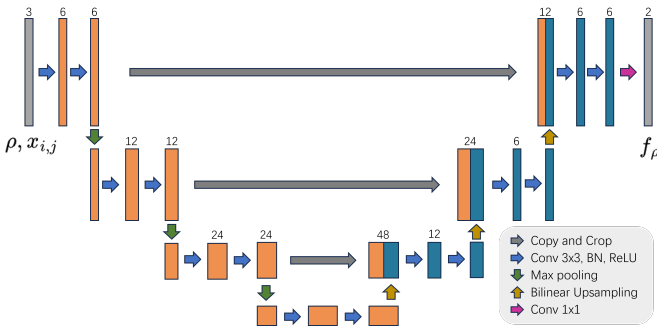 3 6 6 12 6 6 2
ρ, x_{i,j}
f_ρ
12 12 24 6
24 24 48 12
Copy and Crop
Conv 3x3, BN, ReLU
Max pooling
Bilinear Upsampling
Conv 1x1